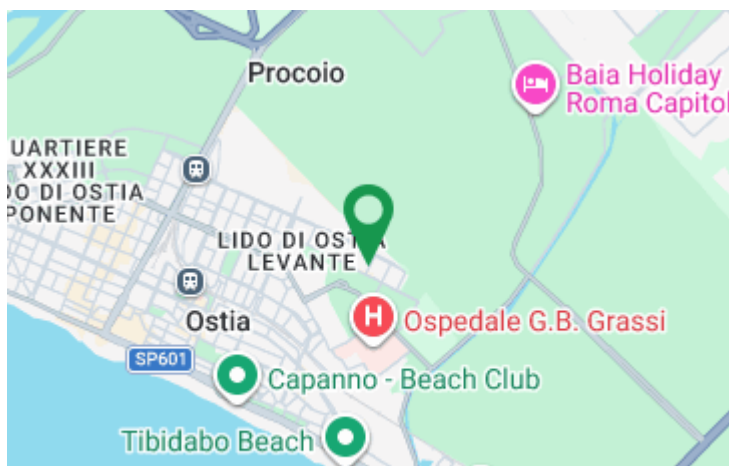 Procoio
Baia Holiday
Roma Capitol
UARTIERE
XXXIII
DO DI OSTIA
PONENTE
LIDO DI OSTIA
LEVANTE
Ostia
H
Ospedale G.B. Grassi
SP601
Capanno - Beach Club
Tibidabo Beach